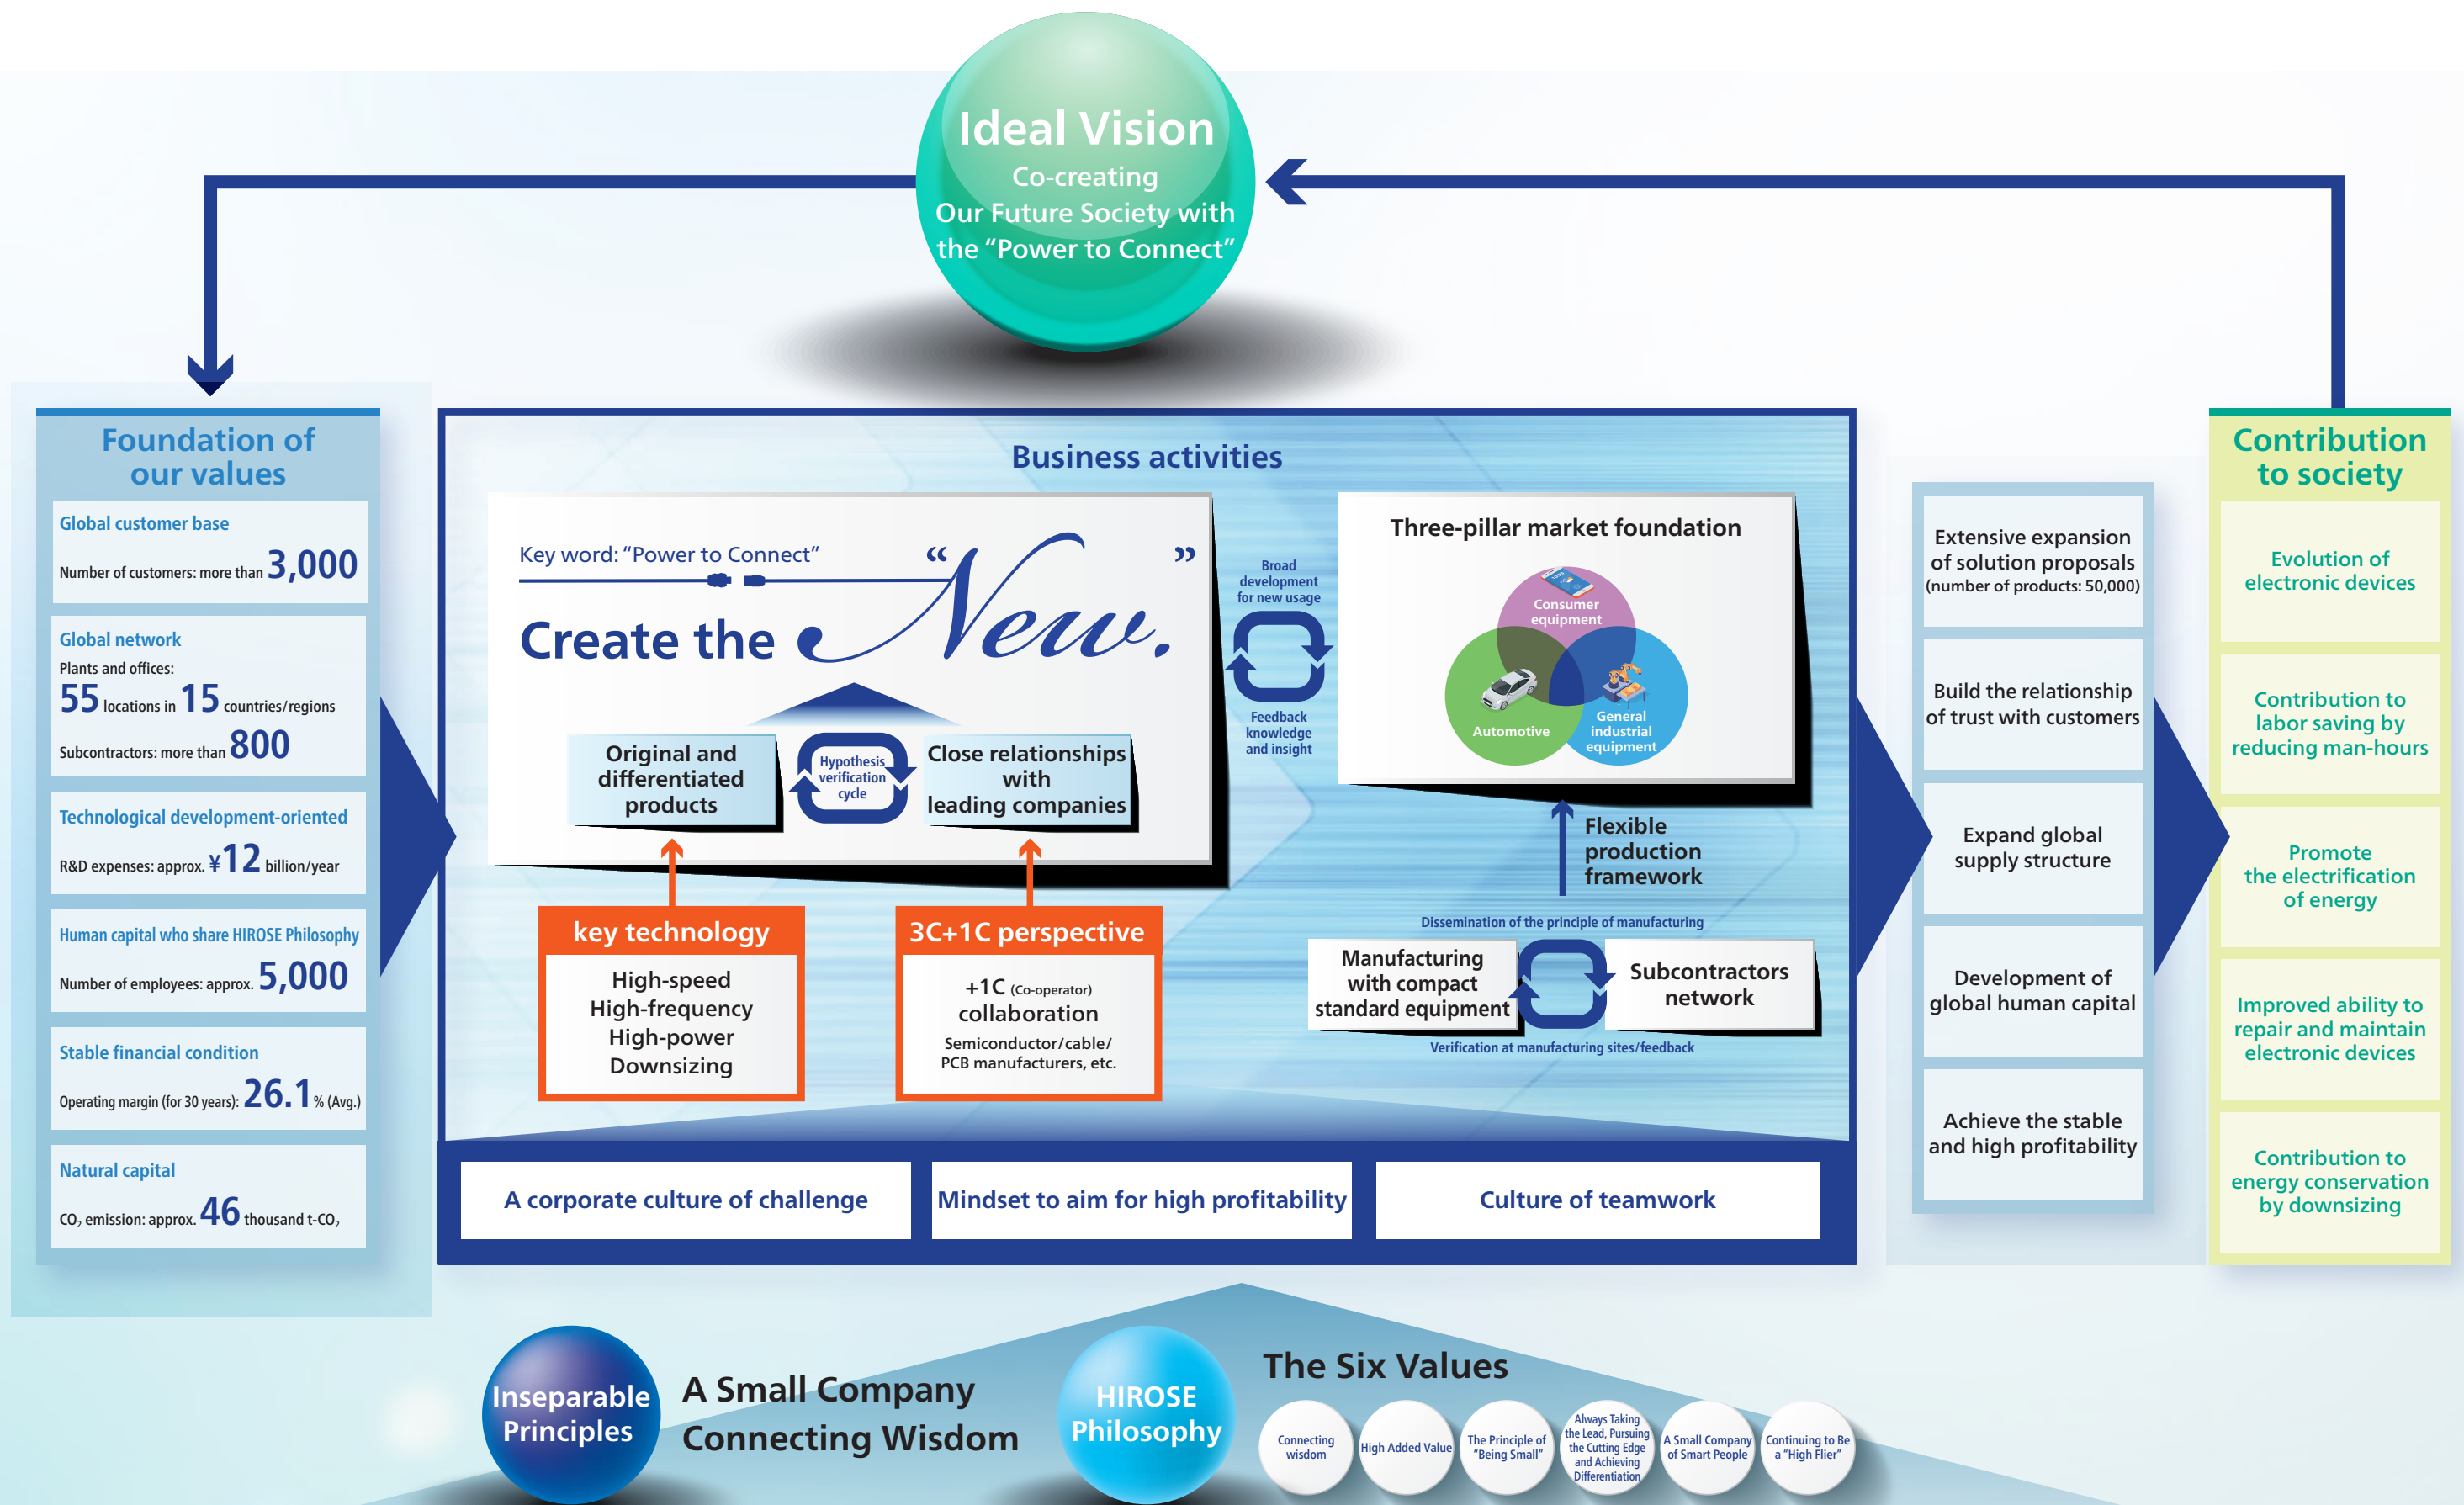 Ideal Vision
Co-creating
Our Future Society with
the “Power to Connect”
Foundation of
our values
Global customer base
Number of customers: more than 3,000
Global network
Plants and offices:
55 locations in 15 countries/regions
Subcontractors: more than 800
Technological development-oriented
R&D expenses: approx. ¥12 billion/year
Human capital who share HIROSE Philosophy
Number of employees: approx. 5,000
Stable financial condition
Operating margin (for 30 years): 26.1% (Avg.)
Natural capital
CO₂ emission: approx. 46 thousand t-CO₂
Business activities
Key word: “Power to Connect”
Create the “New.”
Original and
differentiated
products
Hypothesis
verification
cycle
Close relationships
with
leading companies
key technology
High-speed
High-frequency
High-power
Downsizing
3C+1C perspective
+1C (Co-operator)
collaboration
Semiconductor/cable/
PCB manufacturers, etc.
Broad
development
for new usage
Feedback
knowledge
and insight
Three-pillar market foundation
Consumer
equipment
Automotive
General
industrial
equipment
Flexible
production
framework
Dissemination of the principle of manufacturing
Manufacturing
with compact
standard equipment
Subcontractors
network
Verification at manufacturing sites/feedback
A corporate culture of challenge
Mindset to aim for high profitability
Culture of teamwork
Extensive expansion
of solution proposals
(number of products: 50,000)
Build the relationship
of trust with customers
Expand global
supply structure
Development of
global human capital
Achieve the stable
and high profitability
Contribution
to society
Evolution of
electronic devices
Contribution to
labor saving by
reducing man-hours
Promote
the electrification
of energy
Improved ability to
repair and maintain
electronic devices
Contribution to
energy conservation
by downsizing
Inseparable
Principles
A Small Company
Connecting Wisdom
HIROSE
Philosophy
The Six Values
Connecting
wisdom
High Added Value
The Principle of
“Being Small”
Always Taking
the Lead, Pursuing
the Cutting Edge
and Achieving
Differentiation
A Small Company
of Smart People
Continuing to Be
a “High Flier”